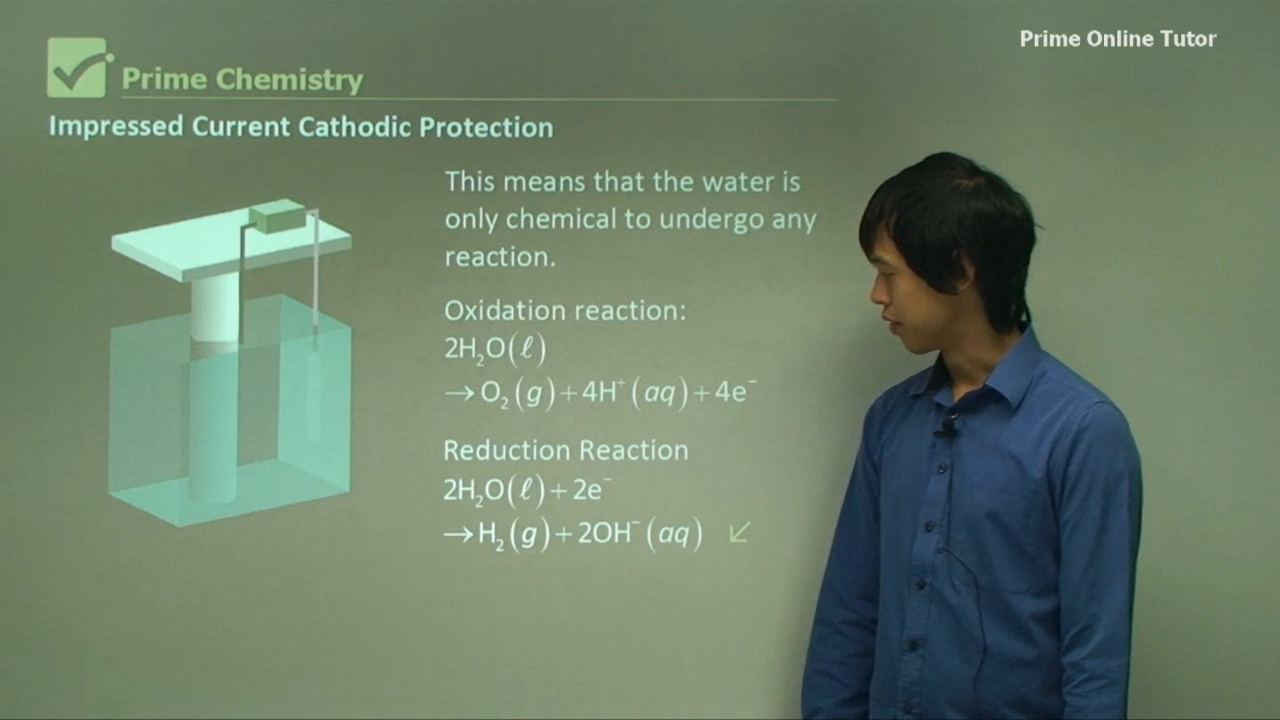 Prime Online Tutor
Prime Chemistry
Impressed Current Cathodic Protection
This means that the water is
only chemical to undergo any
reaction.
Oxidation reaction:
2H₂O(ℓ)
→ O₂(g) + 4H⁺(aq) + 4e⁻
Reduction Reaction
2H₂O(ℓ) + 2e⁻
→ H₂(g) + 2OH⁻(aq)